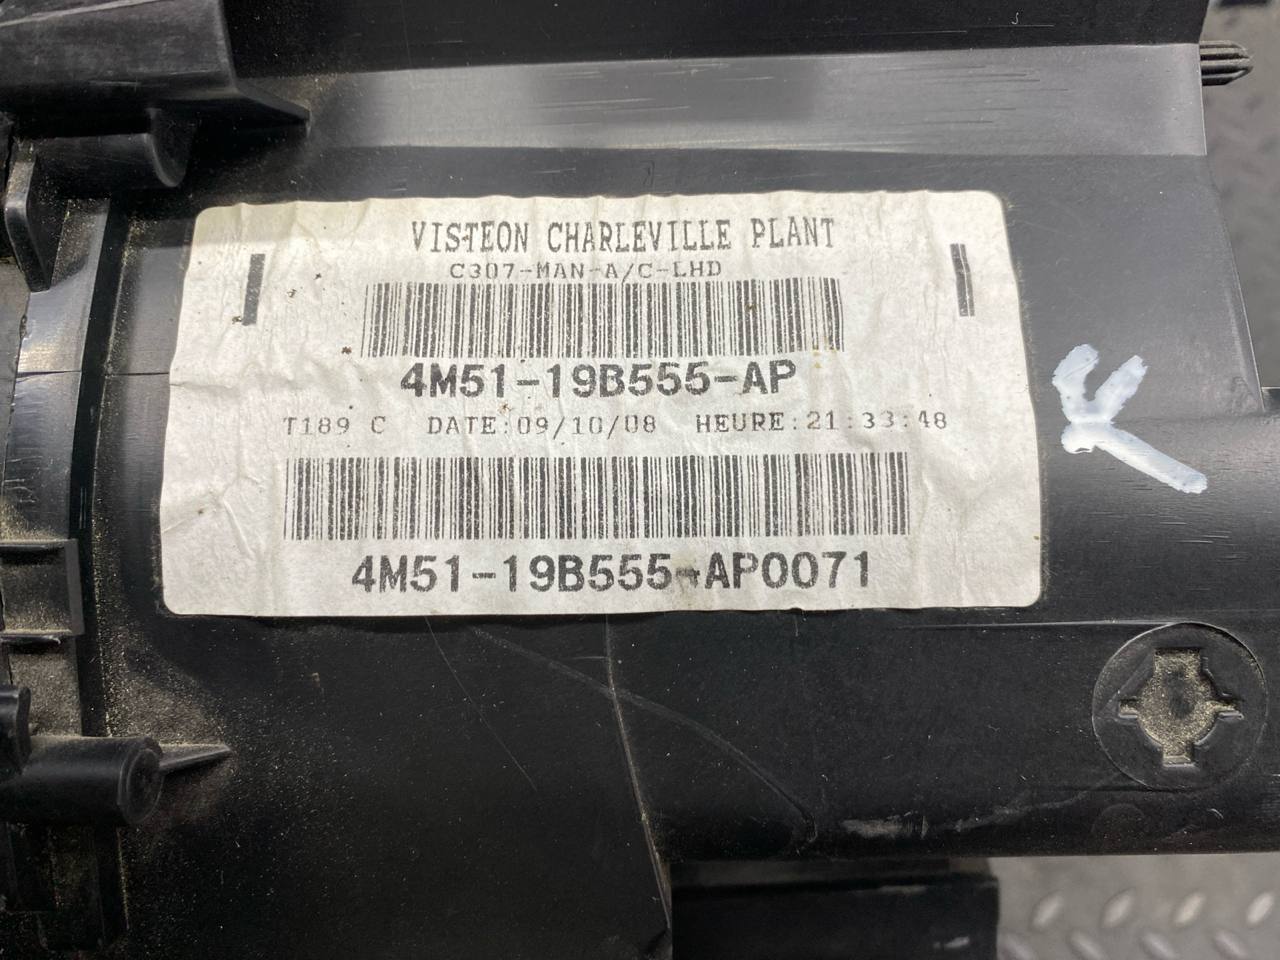 VISTEON CHARLEVILLE PLANT
C307-MAN-A/C-LHD
4M51-19B555-AP
T189 C DATE:09/10/08 HEURE:21:33:48
4M51-19B555-AP0071